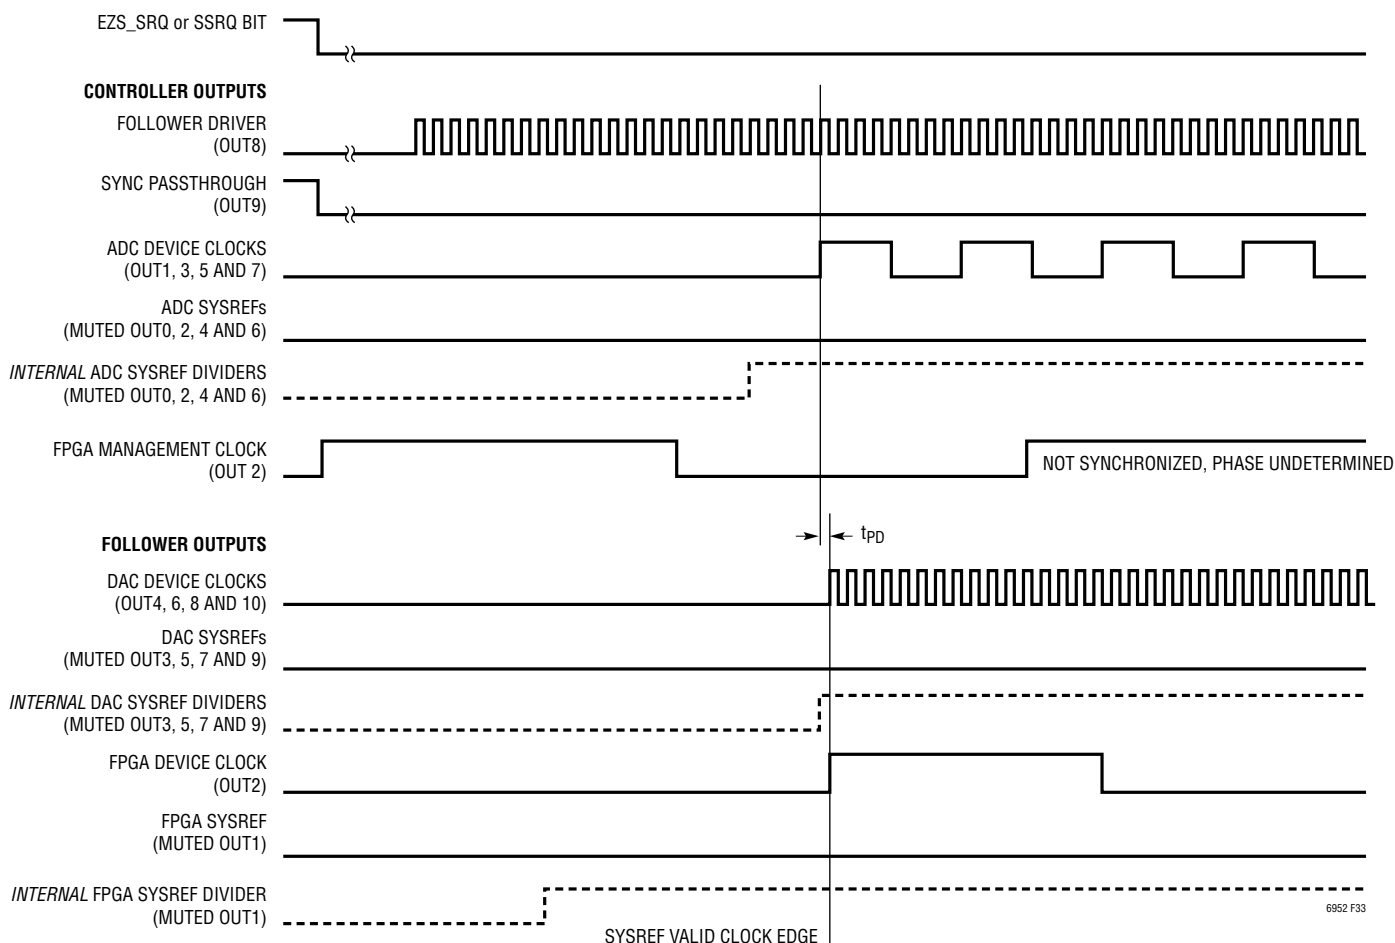 EZS_SRQ or SSRQ BIT
CONTROLLER OUTPUTS
FOLLOWER DRIVER
(OUT8)
SYNC PASSTHROUGH
(OUT9)
ADC DEVICE CLOCKS
(OUT1, 3, 5 AND 7)
ADC SYSREFs
(MUTED OUT0, 2, 4 AND 6)
INTERNAL ADC SYSREF DIVIDERS
(MUTED OUT0, 2, 4 AND 6)
FPGA MANAGEMENT CLOCK
(OUT 2)
NOT SYNCHRONIZED, PHASE UNDETERMINED
tPD
FOLLOWER OUTPUTS
DAC DEVICE CLOCKS
(OUT4, 6, 8 AND 10)
DAC SYSREFs
(MUTED OUT3, 5, 7 AND 9)
INTERNAL DAC SYSREF DIVIDERS
(MUTED OUT3, 5, 7 AND 9)
FPGA DEVICE CLOCK
(OUT2)
FPGA SYSREF
(MUTED OUT1)
INTERNAL FPGA SYSREF DIVIDER
(MUTED OUT1)
6952 F33
SYSREF VALID CLOCK EDGE